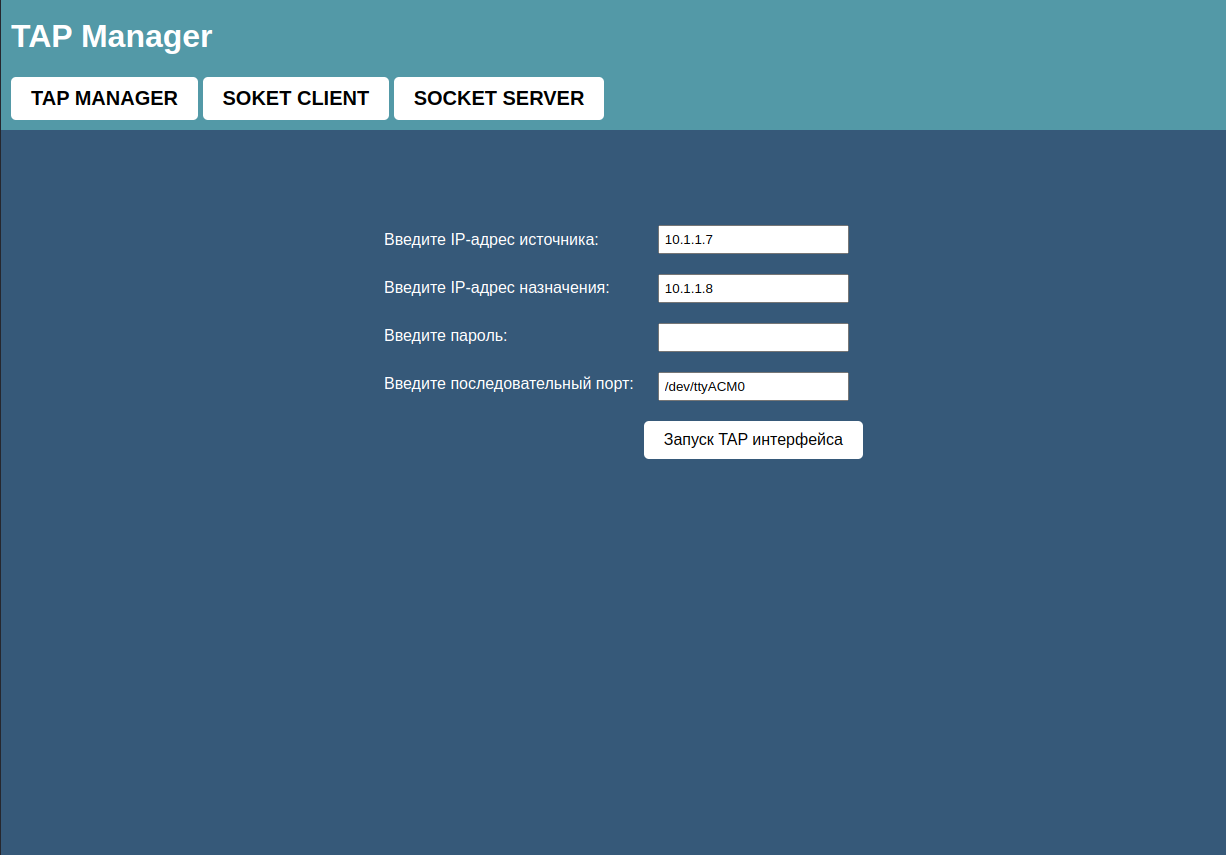 TAP Manager
TAP MANAGER SOKET CLIENT SOCKET SERVER
Введите IP-адрес источника: 10.1.1.7
Введите IP-адрес назначения: 10.1.1.8
Введите пароль:
Введите последовательный порт: /dev/ttyACM0
Запуск TAP интерфейса